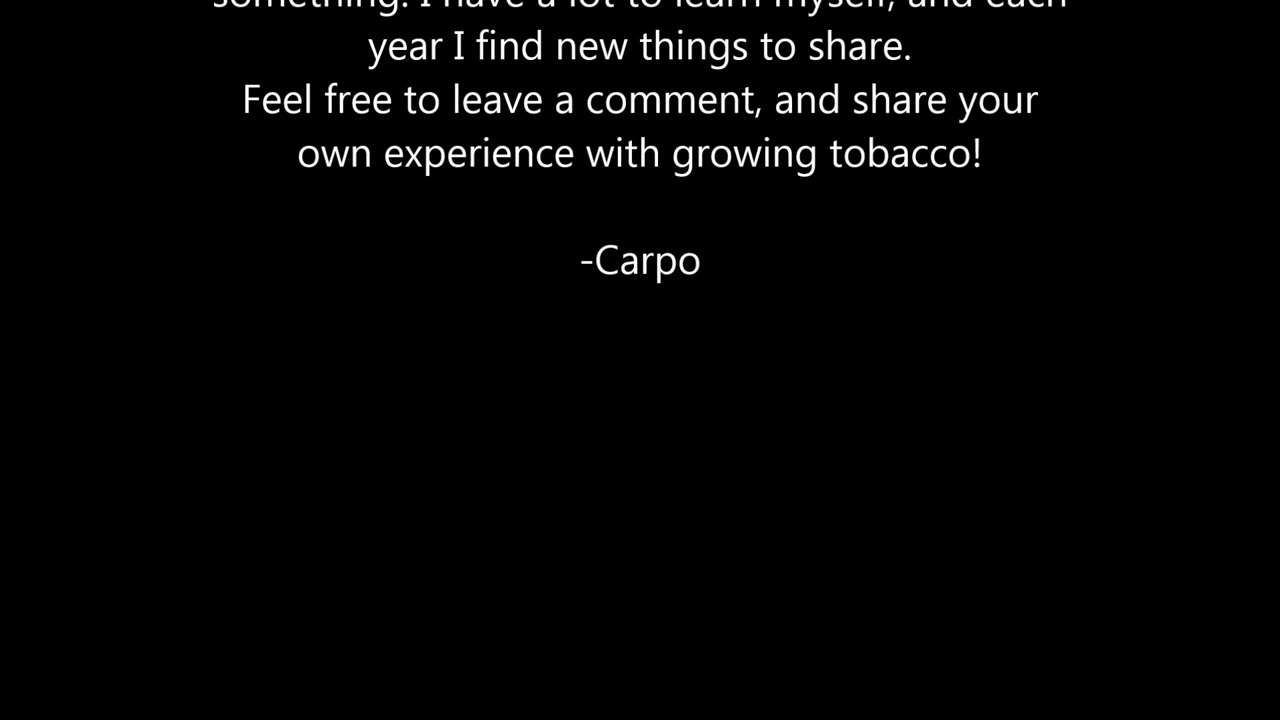 something. I have a lot to learn myself, and each
year I find new things to share.
Feel free to leave a comment, and share your
own experience with growing tobacco!
-Carpo